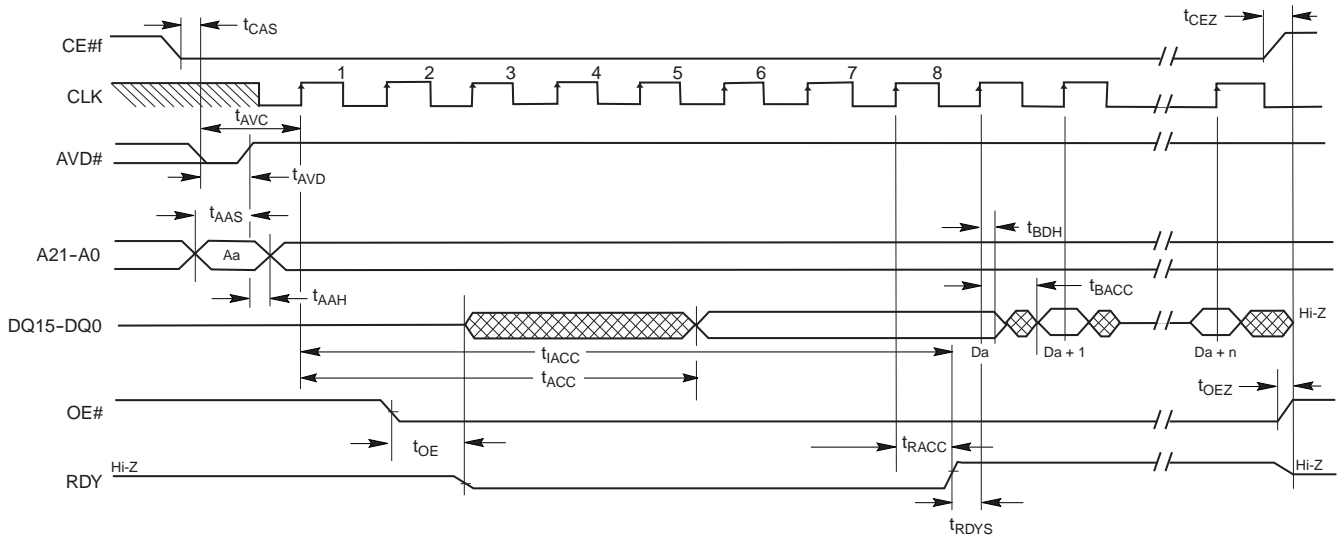 tCAS
tCEZ
CE#f
1 2 3 4 5 6 7 8
CLK
tAVC
AVD#
tAVD
tAAS
tBDH
A21-A0
Aa
tAAH
tBACC
DQ15-DQ0
Hi-Z
tIACC
Da
Da + 1
Da + n
tACC
tOEZ
OE#
tOE
tRACC
Hi-Z
Hi-Z
RDY
tRDYS